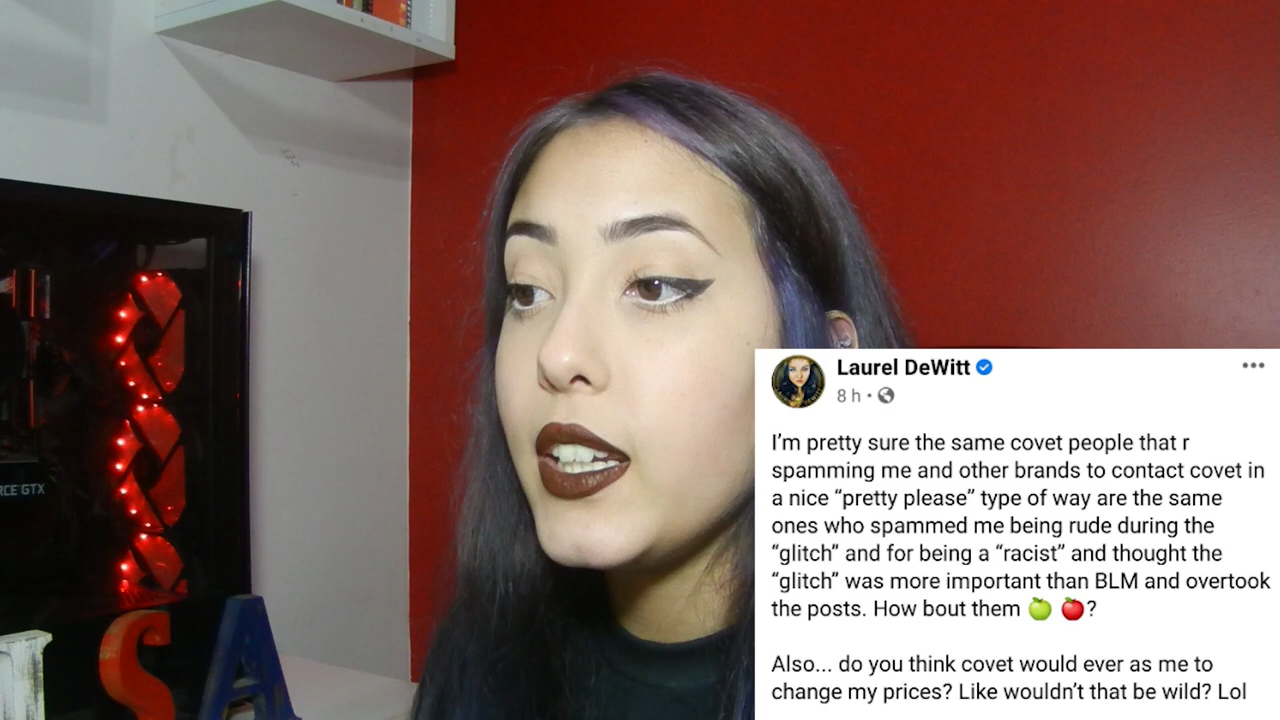 RCE GTX
S
A
Laurel DeWitt
8 h
I'm pretty sure the same covet people that r
spamming me and other brands to contact covet in
a nice “pretty please” type of way are the same
ones who spammed me being rude during the
“glitch” and for being a “racist” and thought the
“glitch” was more important than BLM and overtook
the posts. How bout them 🍏 🍎?
Also... do you think covet would ever as me to
change my prices? Like wouldn't that be wild? Lol